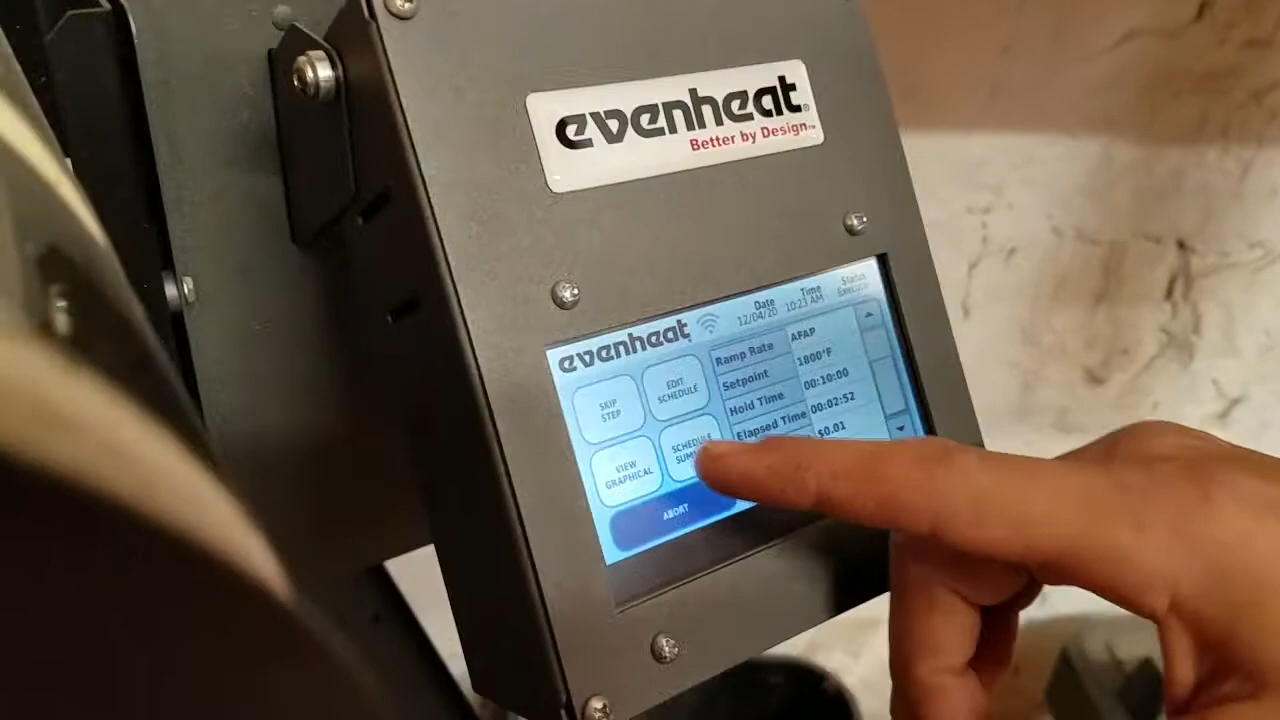 evenheat®
Better by Design™
evenheat
Date
12/04/20
Time
10:23 AM
Status
SKIP
STEP
EDIT
SCHEDULE
VIEW
GRAPHICAL
SCHEDULE
ABORT
Ramp Rate AFAP
Setpoint 1800°F
Hold Time 00:10:00
Elapsed Time 00:02:52
$0.01